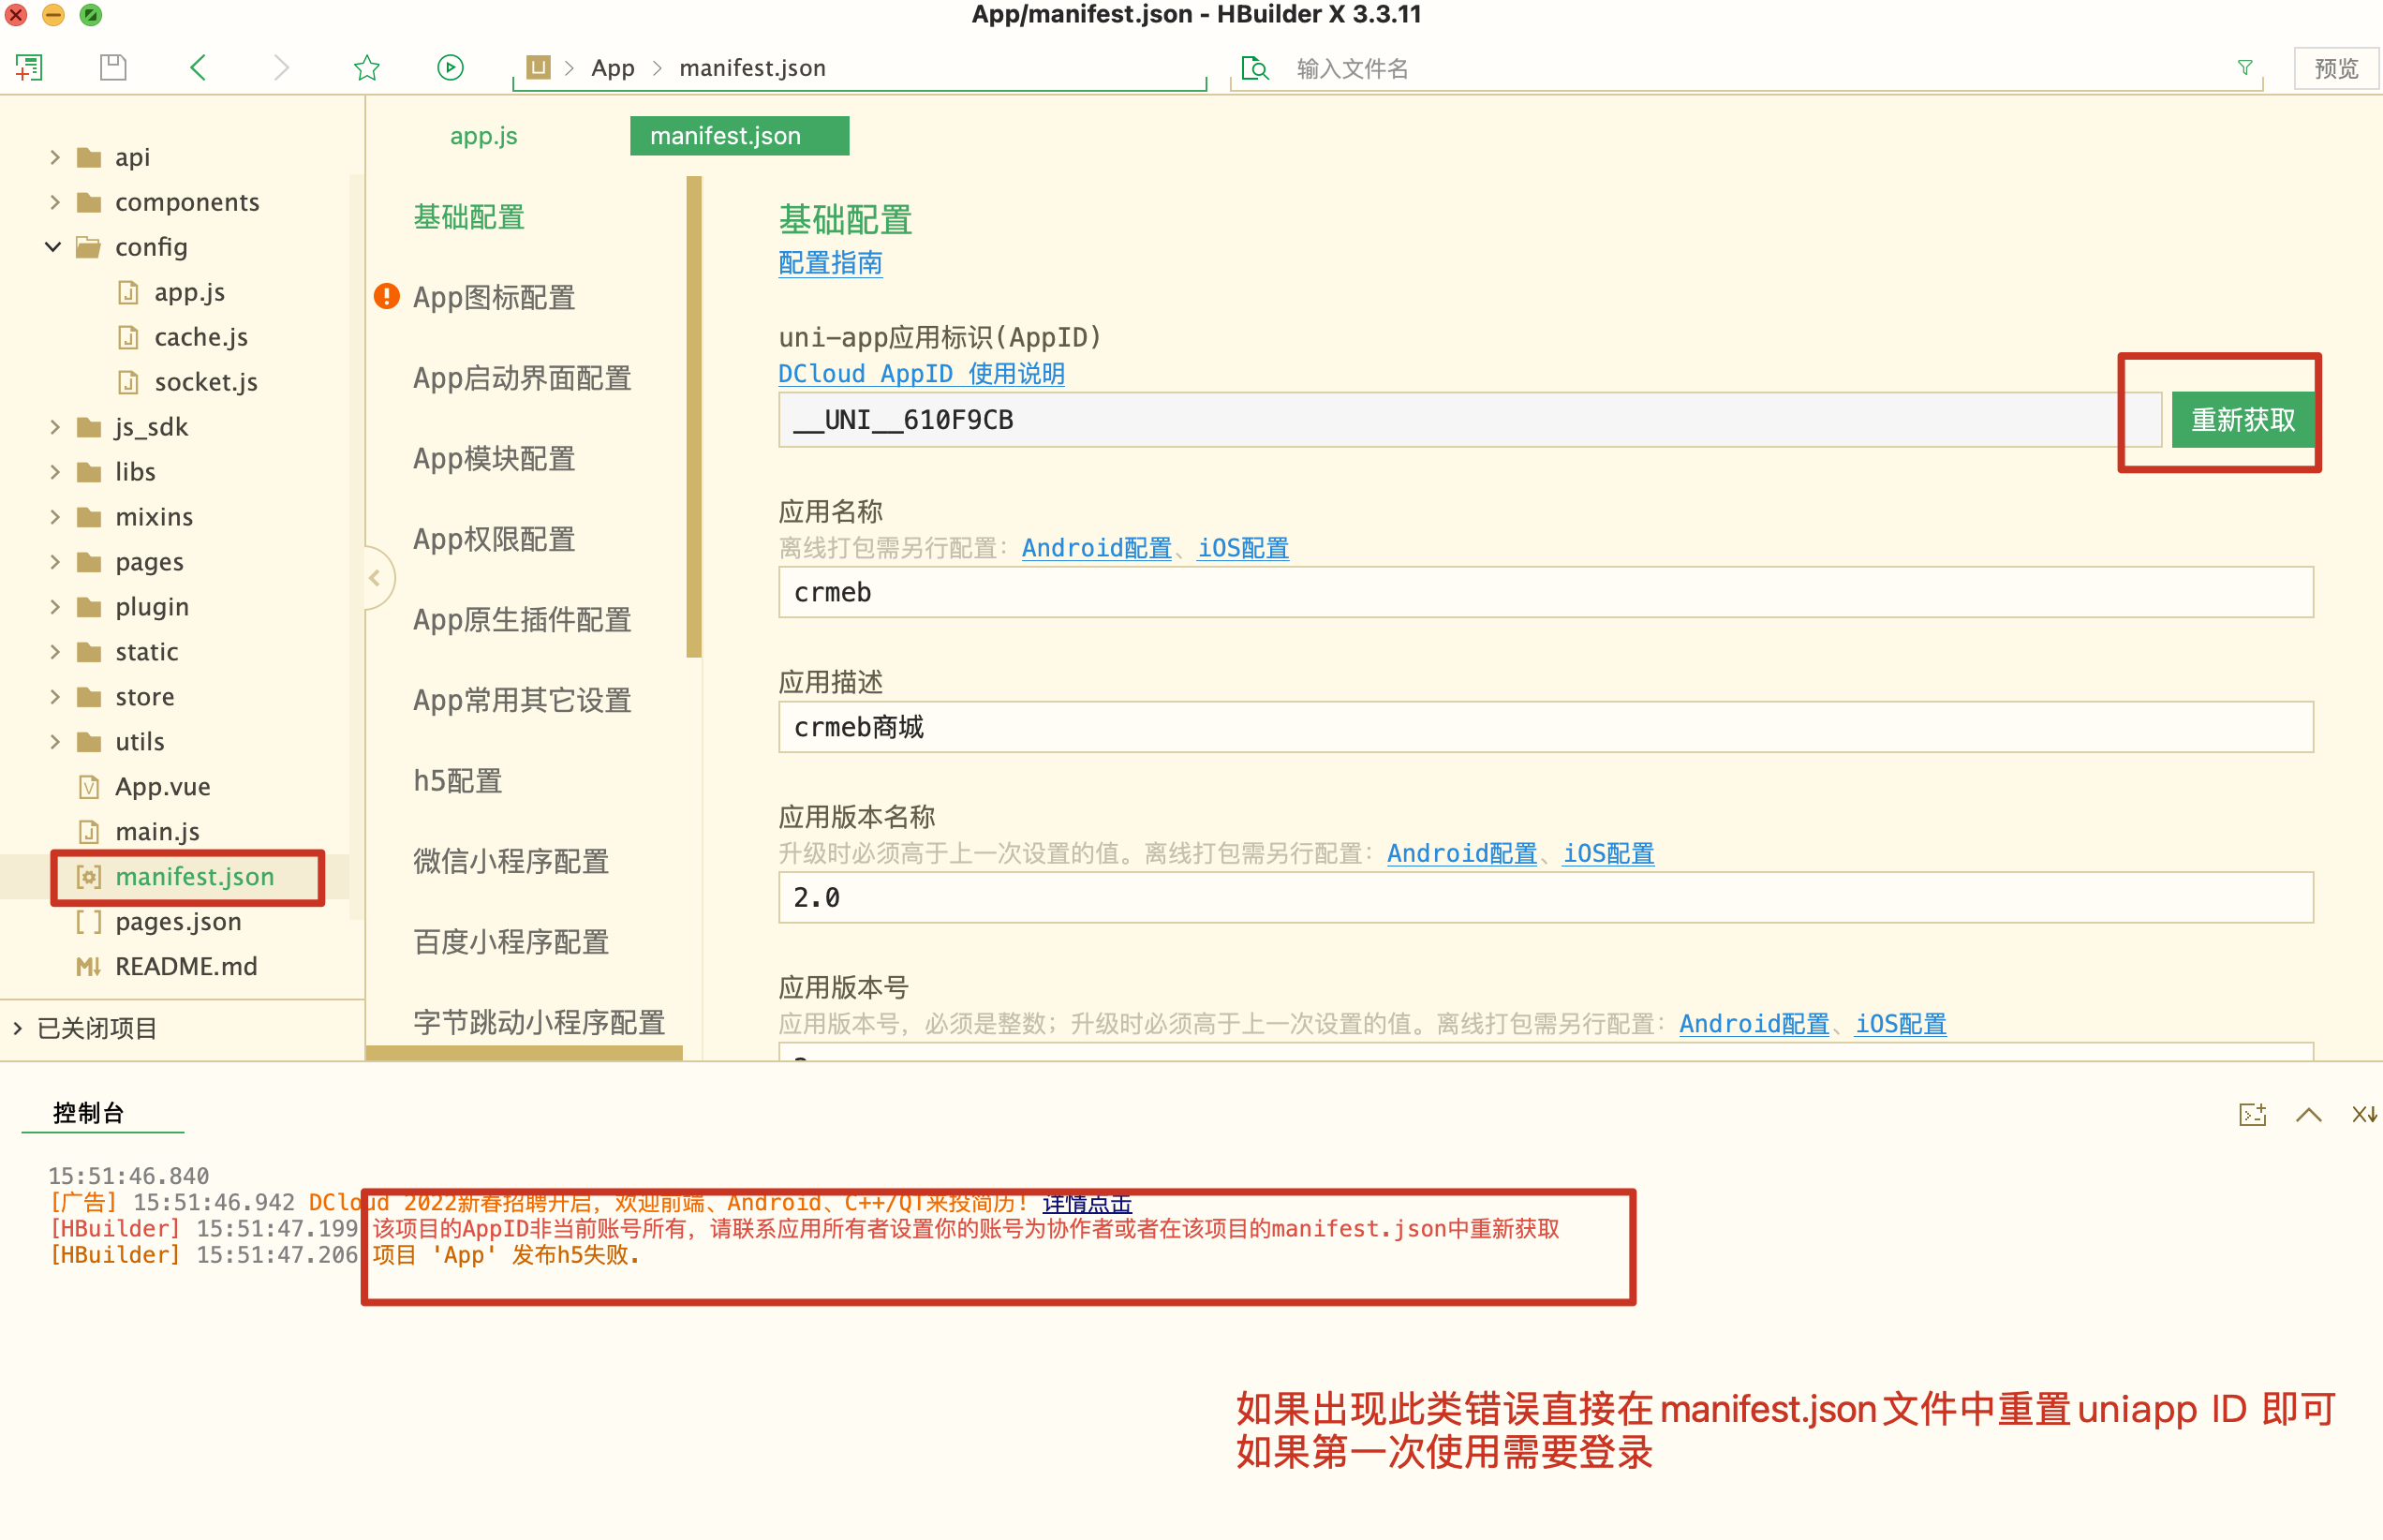 App/manifest.json - HBuilder X 3.3.11
App
manifest.json
输入文件名
预览
api
components
config
app.js
cache.js
socket.js
js_sdk
libs
mixins
pages
plugin
static
store
utils
App.vue
main.js
manifest.json
pages.json
README.md
已关闭项目
app.js
manifest.json
基础配置
App图标配置
App启动界面配置
App模块配置
App权限配置
App原生插件配置
App常用其它设置
h5配置
微信小程序配置
百度小程序配置
字节跳动小程序配置
基础配置
配置指南
uni-app应用标识(AppID)
DCloud AppID 使用说明
__UNI__610F9CB
重新获取
应用名称
离线打包需另行配置：Android配置、iOS配置
crmeb
应用描述
crmeb商城
应用版本名称
升级时必须高于上一次设置的值。离线打包需另行配置：Android配置、iOS配置
2.0
应用版本号
应用版本号，必须是整数；升级时必须高于上一次设置的值。离线打包需另行配置：Android配置、iOS配置
控制台
15:51:46.840
[广告] 15:51:46.942 DCloud 2022新春招聘开启，欢迎前端、Android、C++/QT来投简历！详情点击
[HBuilder] 15:51:47.199 该项目的AppID非当前账号所有，请联系应用所有者设置你的账号为协作者或者在该项目的manifest.json中重新获取
[HBuilder] 15:51:47.206 项目 'App' 发布h5失败.
如果出现此类错误直接在manifest.json文件中重置uniapp ID 即可
如果第一次使用需要登录